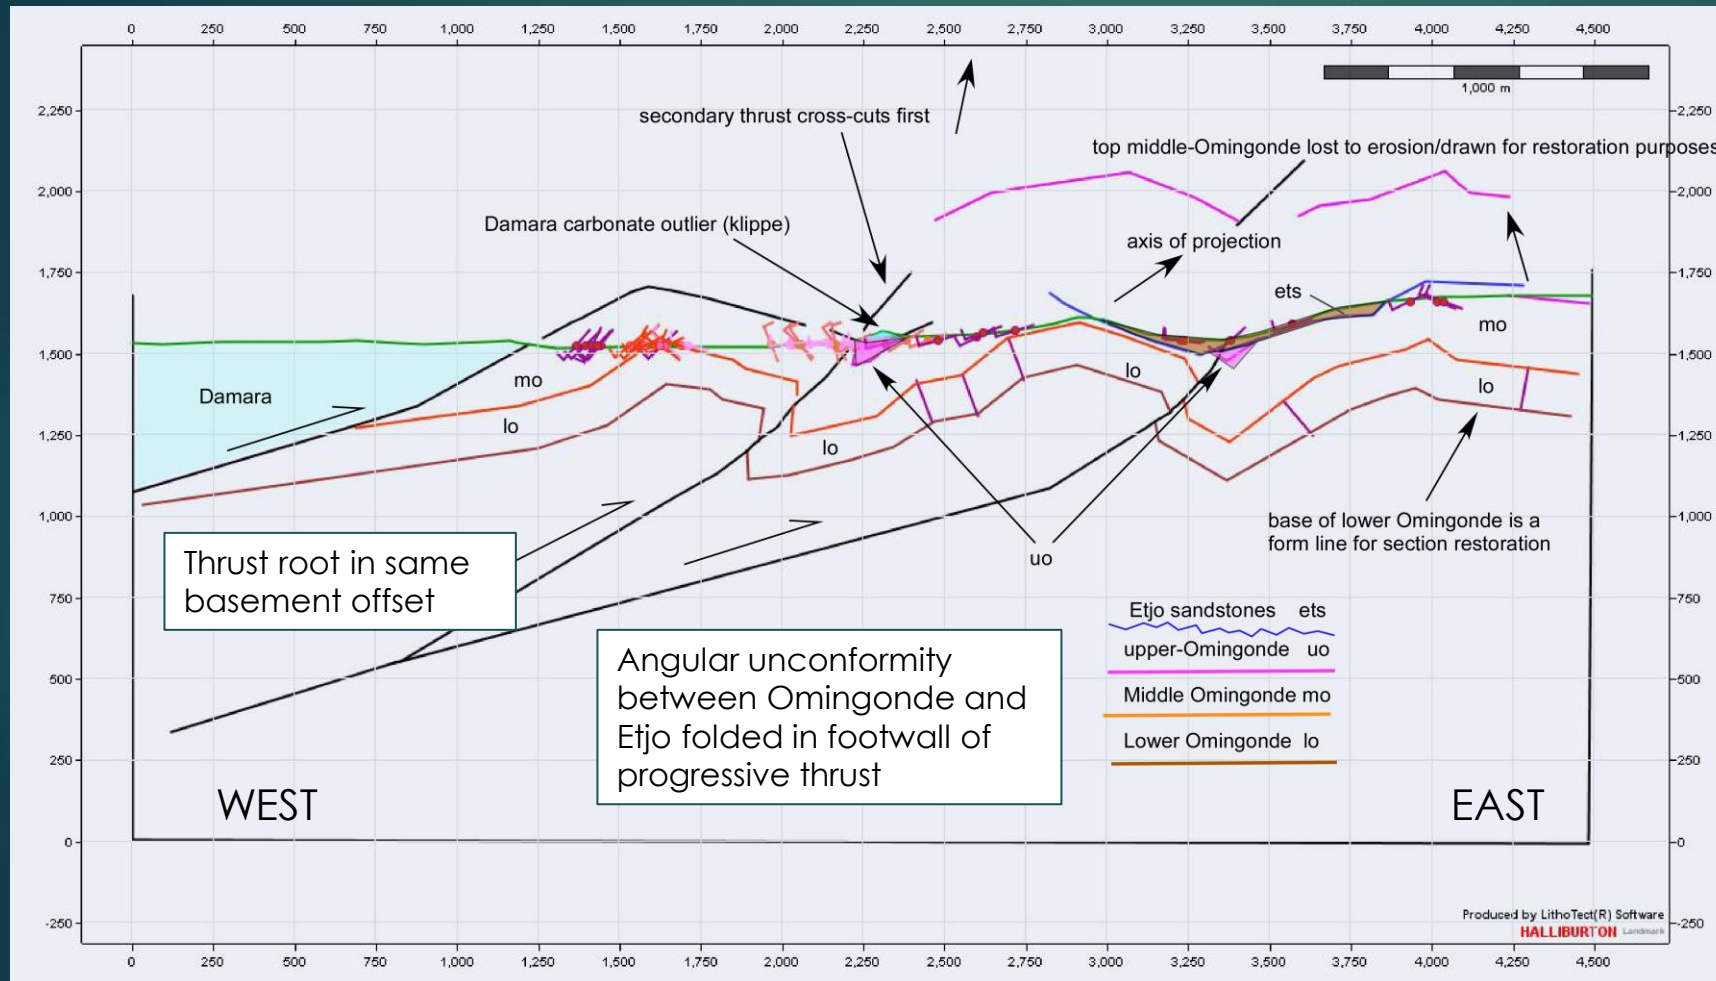 0 250 500 750 1,000 1,250 1,500 1,750 2,000 2,250 2,500 2,750 3,000 3,250 3,500 3,750 4,000 4,250 4,500
1,000 m
secondary thrust cross-cuts first
2,250 2,250
top middle-Omingonde lost to erosion/drawn for restoration purposes
2,000 2,000
Damara carbonate outlier (klippe)
axis of projection
1,750 1,750
ets
mo
1,500 1,500
mo
lo
lo
Damara
lo
lo
1,250 1,250
1,000 1,000
base of lower Omingonde is a
form line for section restoration
uo
Thrust root in same
basement offset
750 750
Etjo sandstones ets
upper-Omingonde uo
Middle Omingonde mo
Lower Omingonde lo
500 500
Angular unconformity
between Omingonde and
Etjo folded in footwall of
progressive thrust
250 250
WEST
EAST
0 0
-250 -250
Produced by LithoTect(R) Software
HALLIBURTON Landmark
0 250 500 750 1,000 1,250 1,500 1,750 2,000 2,250 2,500 2,750 3,000 3,250 3,500 3,750 4,000 4,250 4,500